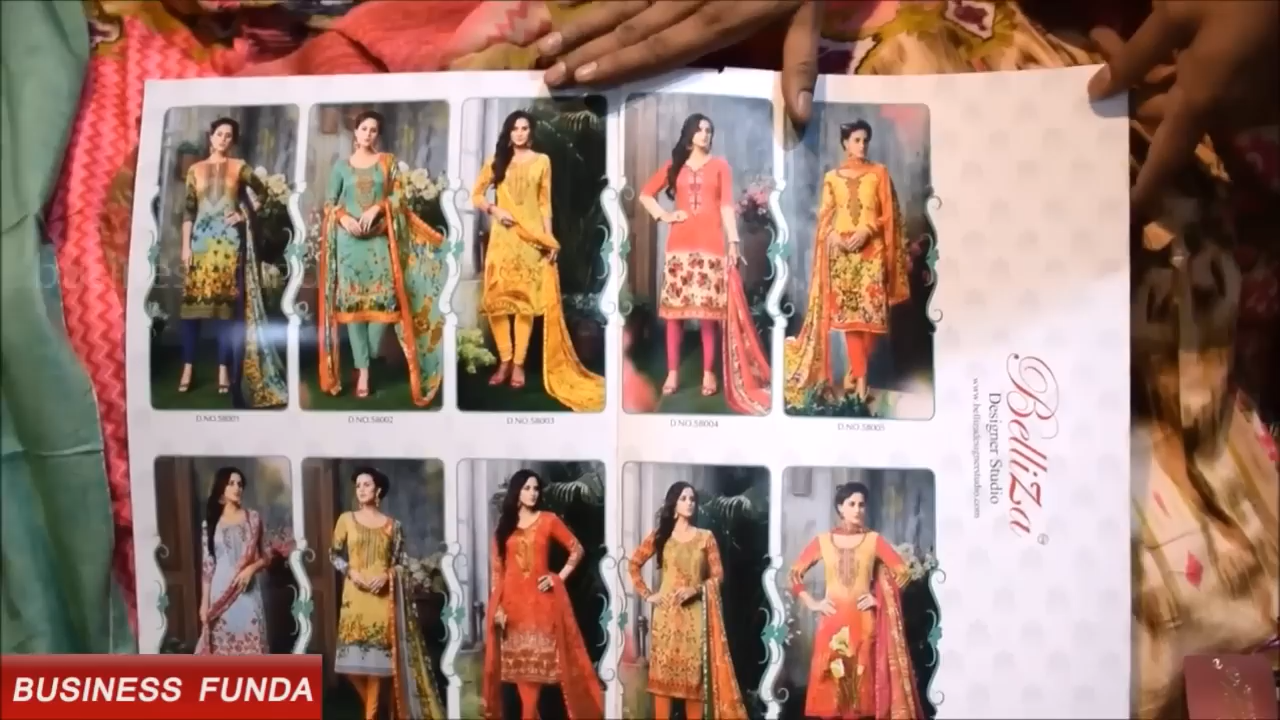 D.NO.58001
D.NO.58002
D.NO.58003
D.NO.58004
D.NO.58005
BelliZa
Designer Studio
www.bellizadesignerstudio.com
BUSINESS FUNDA